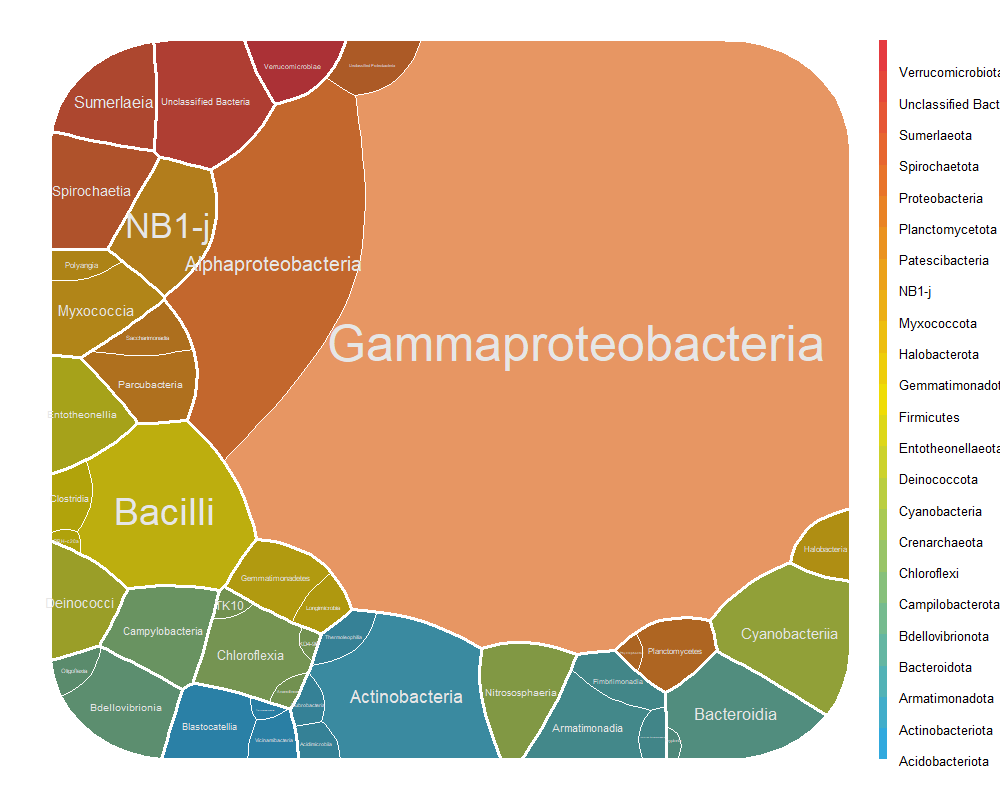 Verrucomicrobiae
Unclassified Proteobacteria
Sumerlaeia
Unclassified Bacteria
Spirochaetia
NB1-j
Polyangia
Alphaproteobacteria
Myxococcia
Saccharimonadia
Gammaproteobacteria
Parcubacteria
Entotheonellia
Clostridia
Bacilli
Halobacteria
Gemmatimonadetes
Deinococci
TK10
Longimicrobia
Campylobacteria
Thermoleophilia
Cyanobacteriia
Chloroflexia
Planctomycetes
Oligoflexia
Fimbriimonadia
Nitrososphaeria
Actinobacteria
Bdellovibrionia
Bacteroidia
Blastocatellia
Armatimonadia
Vicinamibacteria
Acidimicrobiia
Verrucomicrobiota
Unclassified Bact
Sumerlaeota
Spirochaetota
Proteobacteria
Planctomycetota
Patescibacteria
NB1-j
Myxococcota
Halobacterota
Gemmatimonadot
Firmicutes
Entotheonellaeota
Deinococcota
Cyanobacteria
Crenarchaeota
Chloroflexi
Campilobacterota
Bdellovibrionota
Bacteroidota
Armatimonadota
Actinobacteriota
Acidobacteriota